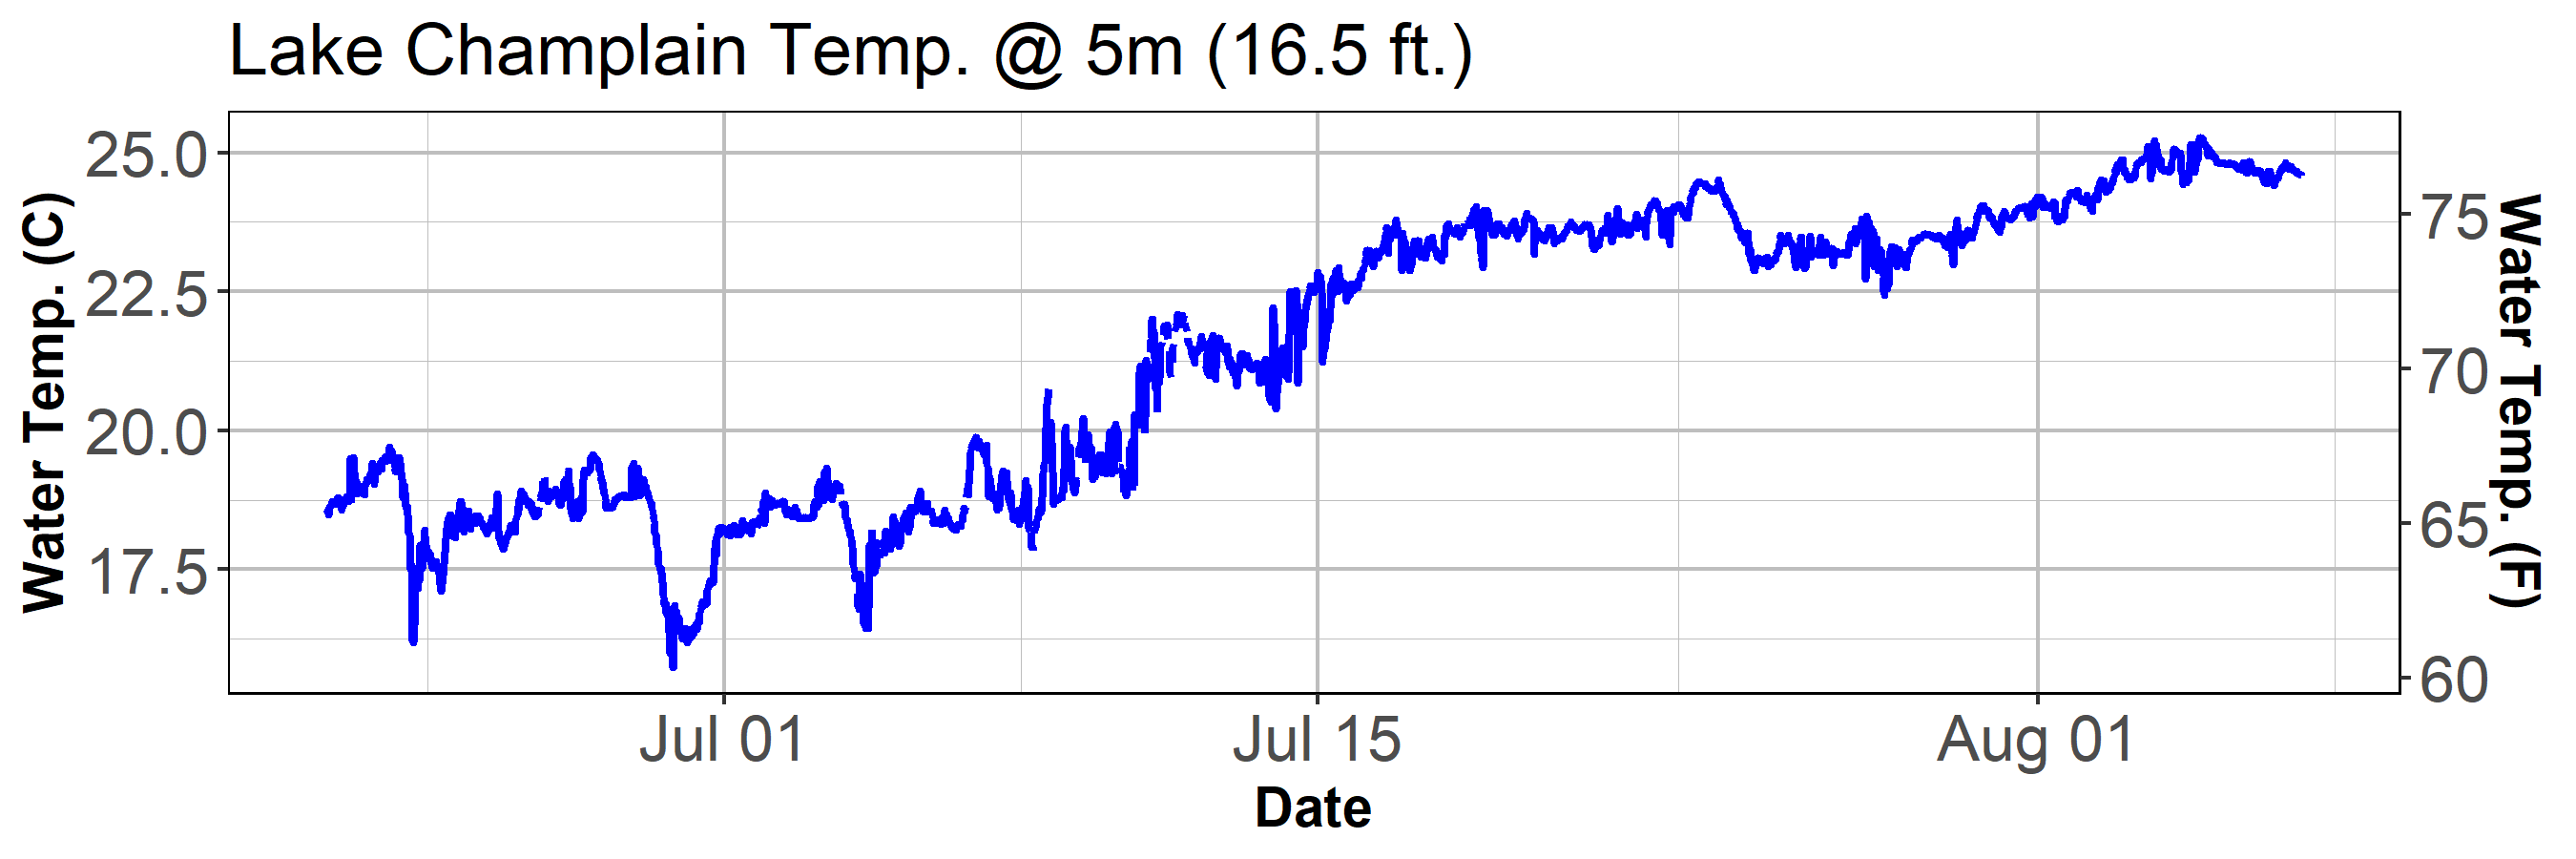 Lake Champlain Temp. @ 5m (16.5 ft.)
Water Temp. (C)
25.0
22.5
20.0
17.5
75
70
65
60
Water Temp. (F)
Jul 01 Jul 15 Aug 01
Date